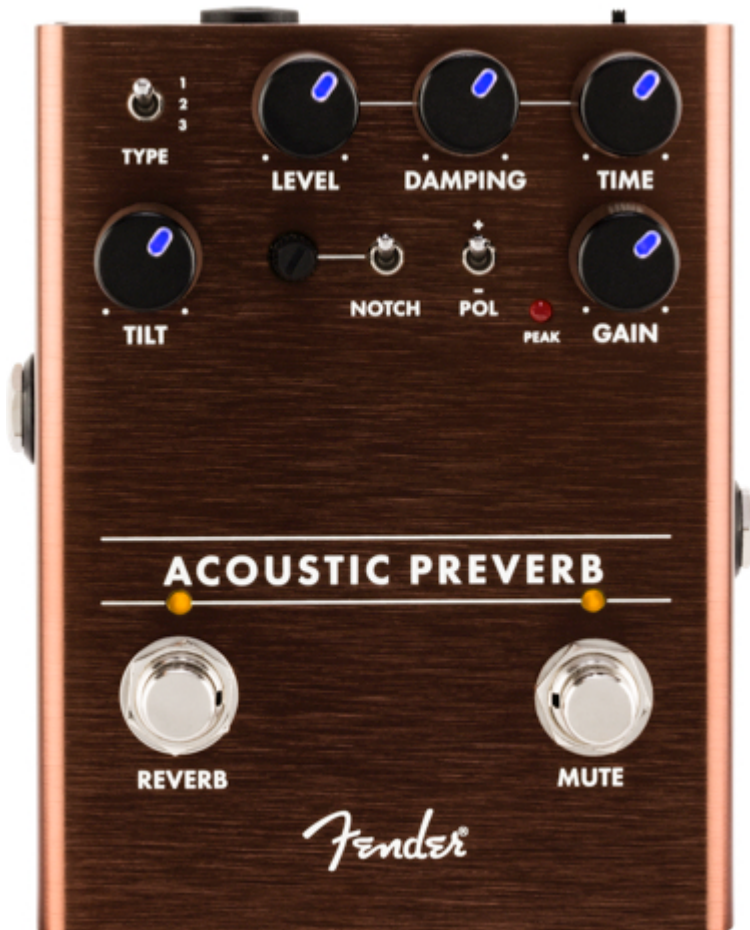 1
2
3
TYPE
LEVEL
DAMPING
TIME
TILT
NOTCH
+
POL
-
PEAK
GAIN
ACOUSTIC PREVERB
REVERB
MUTE
Fender®